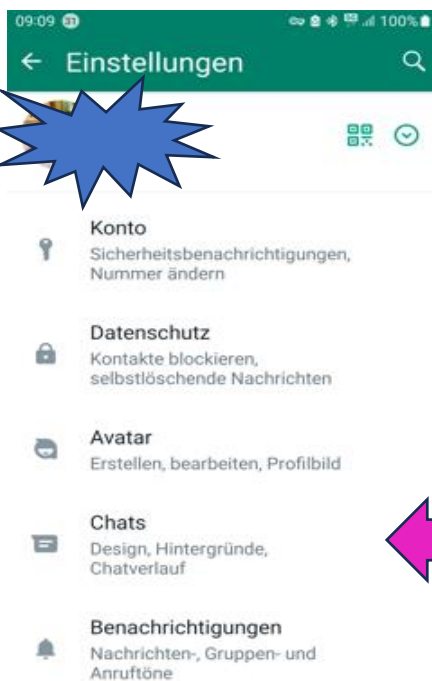 09:09 31 100%
Einstellungen
Konto
Sicherheitsbenachrichtigungen,
Nummer ändern
Datenschutz
Kontakte blockieren,
selbstlöschende Nachrichten
Avatar
Erstellen, bearbeiten, Profilbild
Chats
Design, Hintergründe,
Chatverlauf
Benachrichtigungen
Nachrichten-, Gruppen- und
Anruftöne